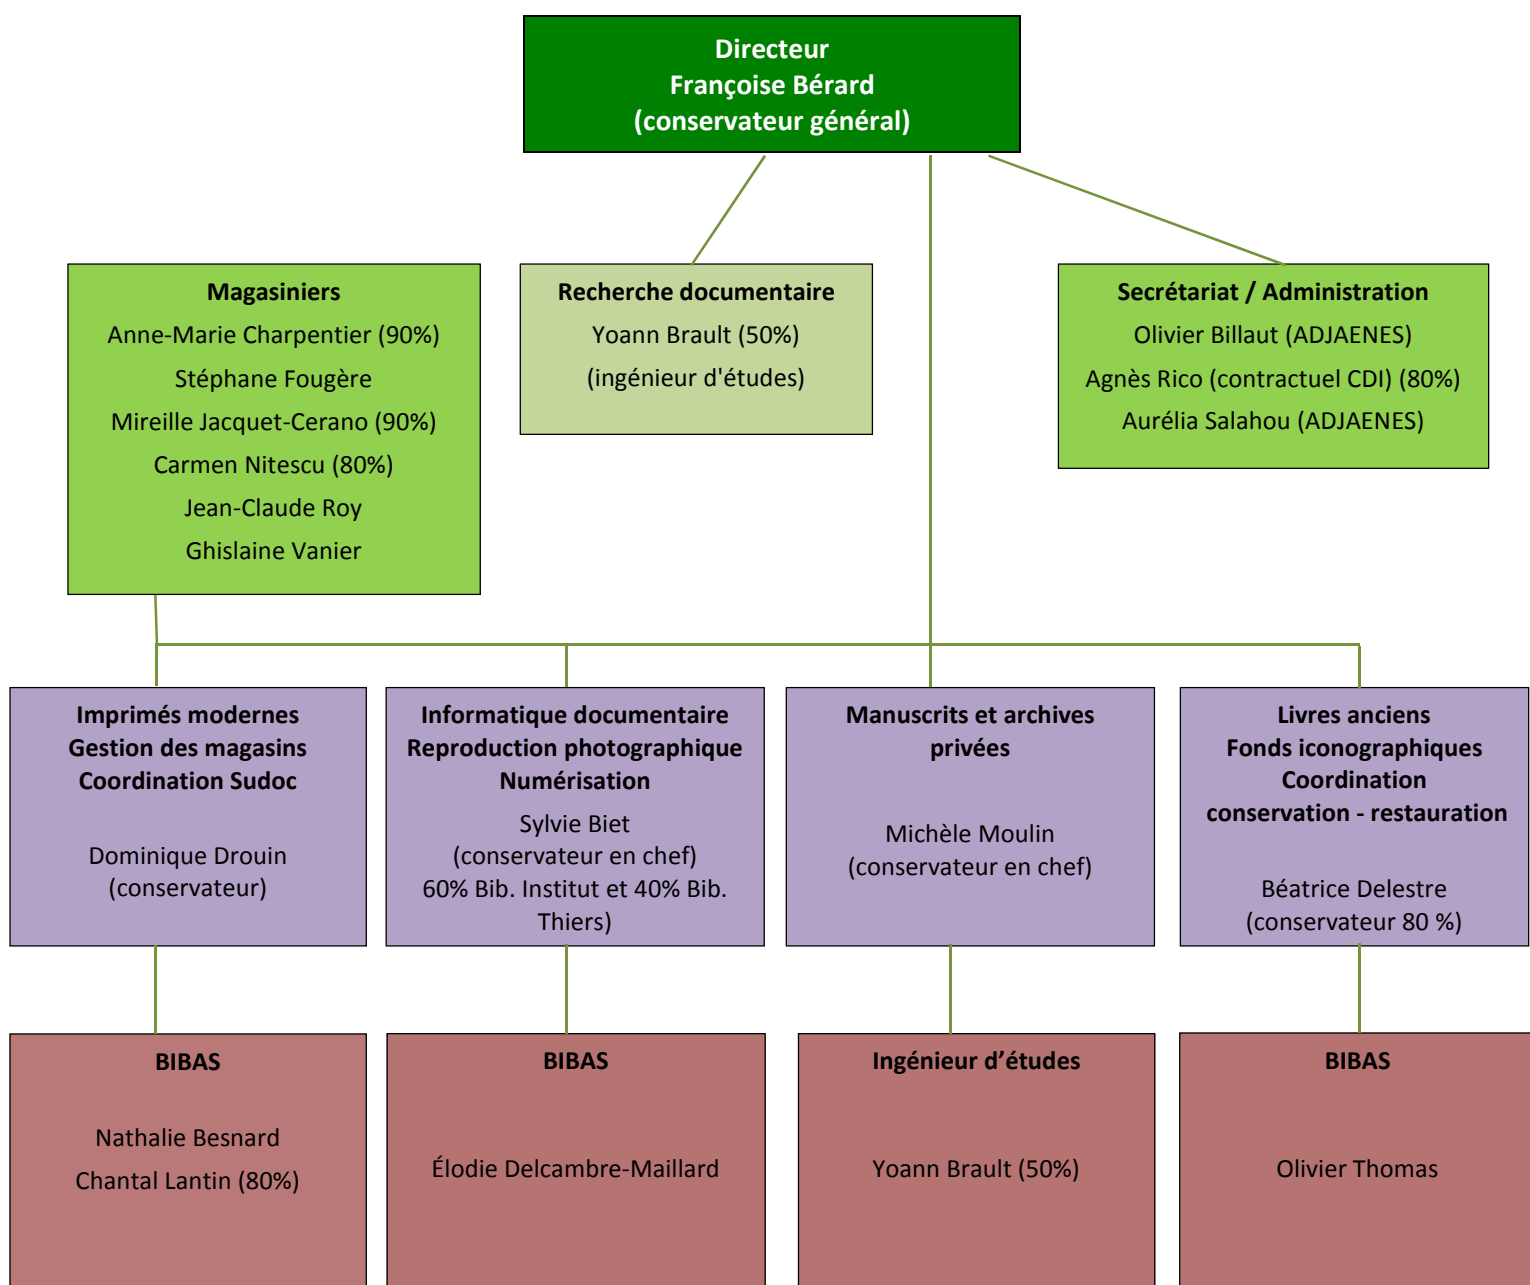 Directeur
Françoise Bérard
(conservateur général)
Magasiniers
Anne-Marie Charpentier (90%)
Stéphane Fougère
Mireille Jacquet-Cerano (90%)
Carmen Nitescu (80%)
Jean-Claude Roy
Ghislaine Vanier
Recherche documentaire
Yoann Brault (50%)
(ingénieur d'études)
Secrétariat / Administration
Olivier Billaut (ADJAENES)
Agnès Rico (contractuel CDI) (80%)
Aurélia Salahou (ADJAENES)
Imprimés modernes
Gestion des magasins
Coordination Sudoc
Dominique Drouin
(conservateur)
Informatique documentaire
Reproduction photographique
Numérisation
Sylvie Biet
(conservateur en chef)
60% Bib. Institut et 40% Bib.
Thiers)
Manuscrits et archives
privées
Michèle Moulin
(conservateur en chef)
Livres anciens
Fonds iconographiques
Coordination
conservation - restauration
Béatrice Delestre
(conservateur 80 %)
BIBAS
Nathalie Besnard
Chantal Lantin (80%)
BIBAS
Élodie Delcambre-Maillard
Ingénieur d’études
Yoann Brault (50%)
BIBAS
Olivier Thomas